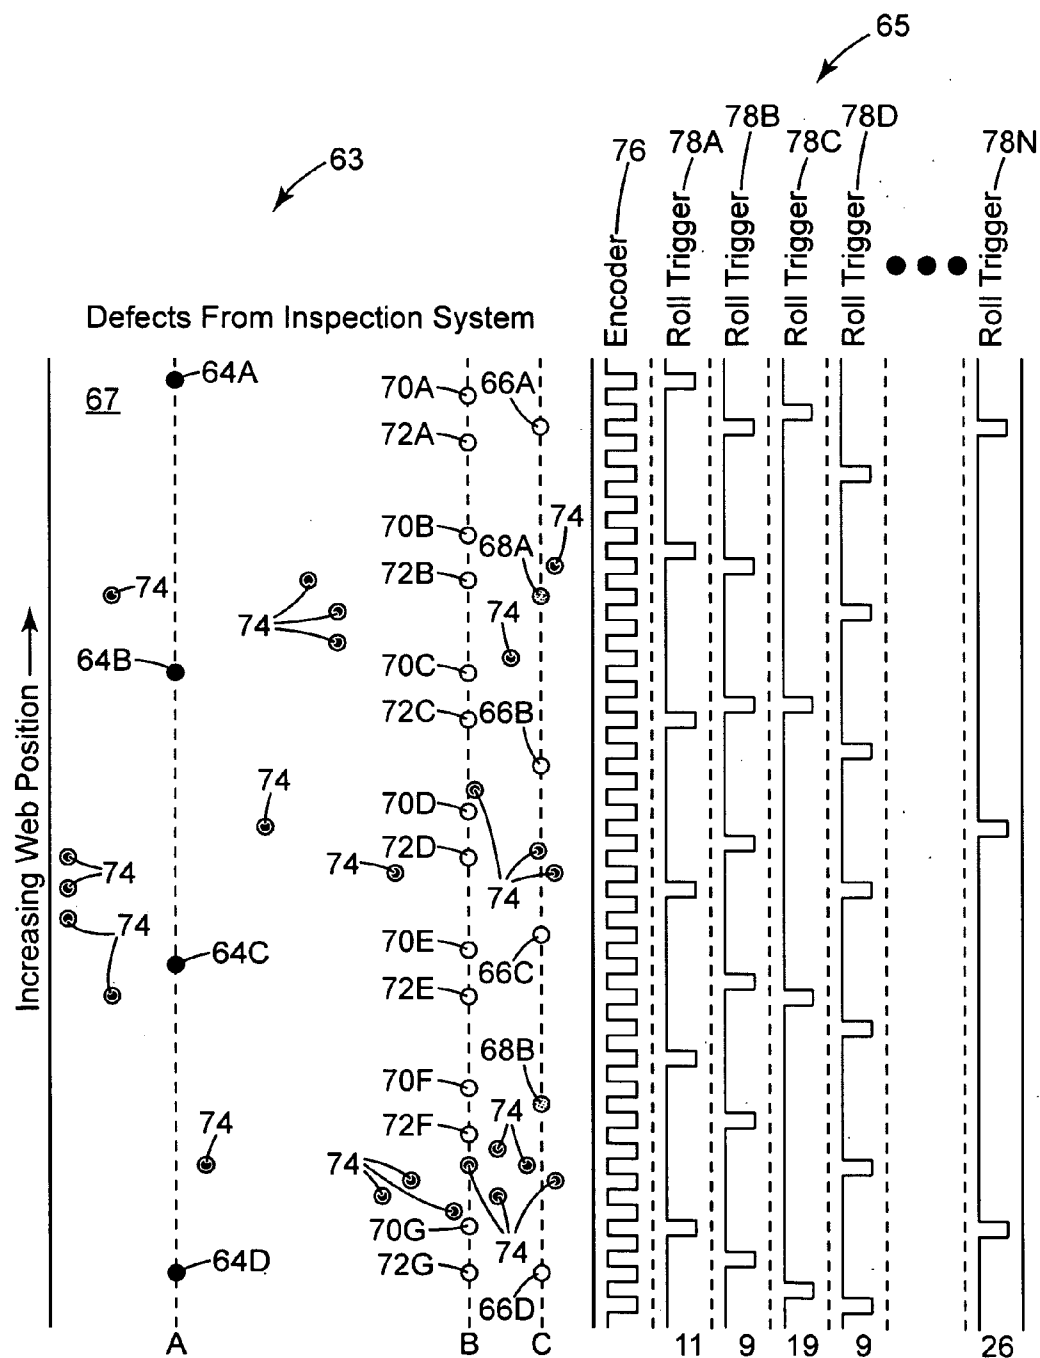 65
78B
78D
63
76
78A
78C
78N
Encoder
Roll Trigger
Roll Trigger
Roll Trigger
Roll Trigger
Roll Trigger
Defects From Inspection System
67
64A
70A
66A
72A
70B
74
68A
72B
74
74
74
64B
70C
72C
66B
74
70D
72D
74
74
74
74
70E
64C
66C
72E
68B
70F
74
72F
74
74
70G
74
64D
72G
66D
Increasing Web Position
A
B
C
11
9
19
9
26